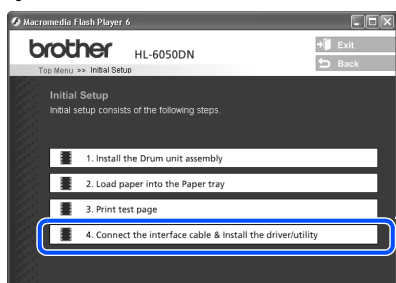 Macromedia Flash Player 6
brother
HL-6050DN
Exit
Back
Top Menu >> Initial Setup
Initial Setup
Initial setup consists of the following steps.
1. Install the Drum unit assembly
2. Load paper into the Paper tray
3. Print test page
4. Connect the interface cable & Install the driver/utility